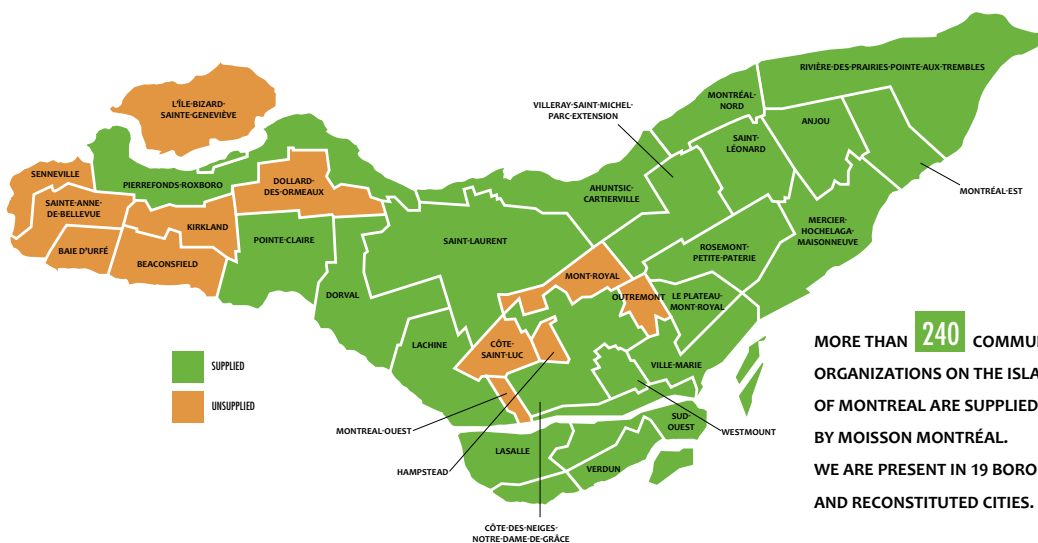 RIVIÈRE-DES-PRAIRIES-POINTE-AUX-TREMBLES
L'ÎLE-BIZARD-
SAINTE-GENEVIÈVE
VILLERAY-SAINT-MICHEL-
PARC-EXTENSION
MONTRÉAL-
NORD
ANJOU
SAINT-
LÉONARD
SENNEVILLE
PIERREFONDS-ROXBORO
DOLLARD-
DES-ORMEAUX
AHUNTSIC-
CARTIERVILLE
MONTRÉAL-EST
SAINTE-ANNE-
DE-BELLEVUE
KIRKLAND
POINTE-CLAIRE
SAINT-LAURENT
MERCIER-
HOCHELAGA-
MAISONNEUVE
BAIE D'URFÉ
BEACONSFIELD
ROSEMONT-
PETITE-PATERIE
MONT-ROYAL
DORVAL
OUTREMONT
LE PLATEAU-
MONT-ROYAL
LACHINE
CÔTE-
SAINT-LUC
VILLE-MARIE
SUPPLIED
UNSUPPLIED
MONTREAL-OUEST
HAMPSTEAD
LASALLE
SUD-
OUEST
WESTMOUNT
VERDUN
CÔTE-DES-NEIGES-
NOTRE-DAME-DE-GRÂCE
MORE THAN 240 COMMU
ORGANIZATIONS ON THE ISLA
OF MONTREAL ARE SUPPLIED
BY MOISSON MONTRÉAL.
WE ARE PRESENT IN 19 BORO
AND RECONSTITUTED CITIES.